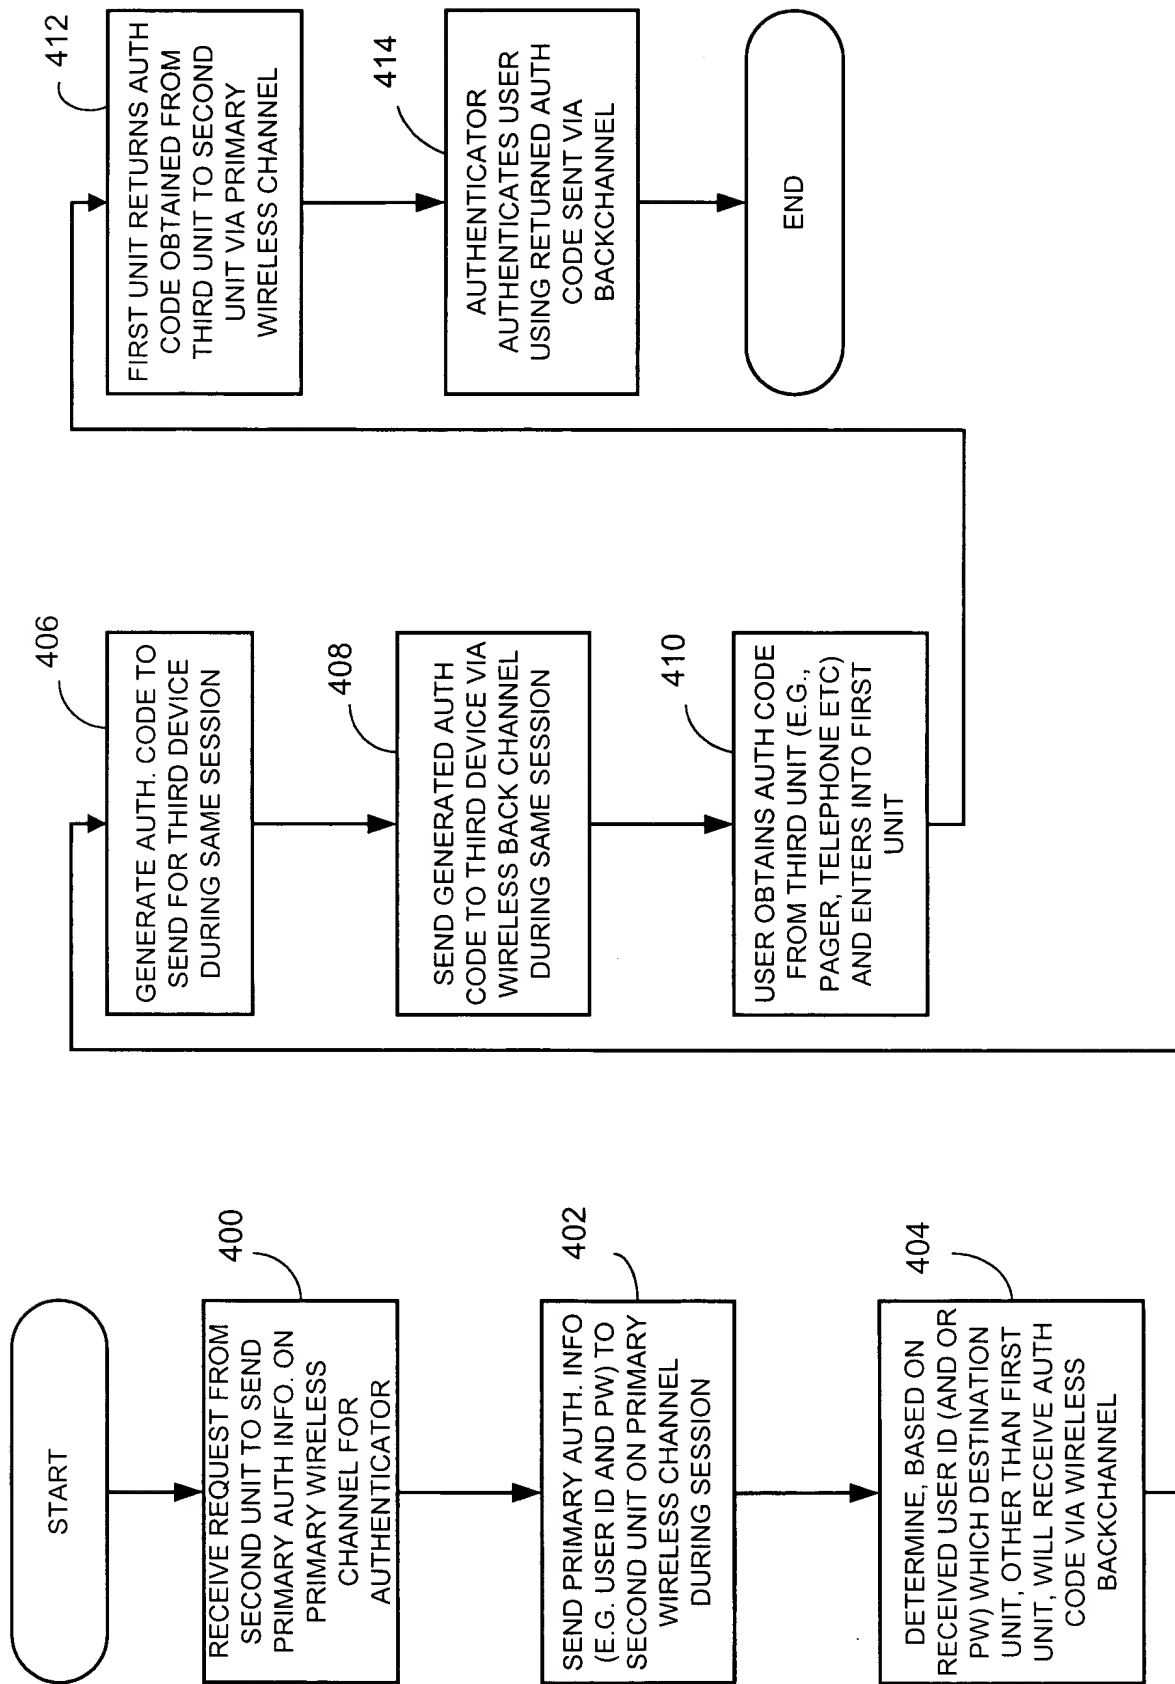 START
400
RECEIVE REQUEST FROM
SECOND UNIT TO SEND
PRIMARY AUTH INFO. ON
PRIMARY WIRELESS
CHANNEL FOR
AUTHENTICATOR
402
SEND PRIMARY AUTH. INFO
(E.G. USER ID AND PW) TO
SECOND UNIT ON PRIMARY
WIRELESS CHANNEL
DURING SESSION
404
DETERMINE, BASED ON
RECEIVED USER ID (AND OR
PW) WHICH DESTINATION
UNIT, OTHER THAN FIRST
UNIT, WILL RECEIVE AUTH
CODE VIA WIRELESS
BACKCHANNEL
406
GENERATE AUTH. CODE TO
SEND FOR THIRD DEVICE
DURING SAME SESSION
408
SEND GENERATED AUTH
CODE TO THIRD DEVICE VIA
WIRELESS BACK CHANNEL
DURING SAME SESSION
410
USER OBTAINS AUTH CODE
FROM THIRD UNIT (E.G.,
PAGER, TELEPHONE ETC)
AND ENTERS INTO FIRST
UNIT
412
FIRST UNIT RETURNS AUTH
CODE OBTAINED FROM
THIRD UNIT TO SECOND
UNIT VIA PRIMARY
WIRELESS CHANNEL
414
AUTHENTICATOR
AUTHENTICATES USER
USING RETURNED AUTH
CODE SENT VIA
BACKCHANNEL
END